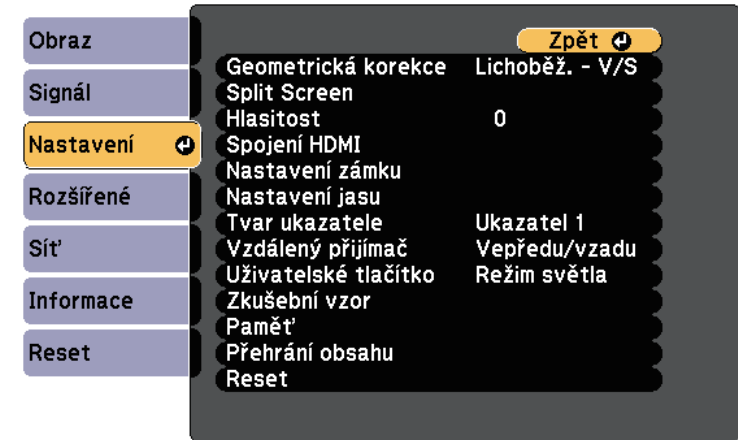 Obraz
Signál
Nastavení
Rozšířené
Síť
Informace
Reset
Zpět
Geometrická korekce Lichoběž. - V/S
Split Screen
Hlasitost 0
Spojení HDMI
Nastavení zámku
Nastavení jasu
Tvar ukazatele Ukazatel 1
Vzdálený přijímač Vepředu/vzadu
Uživatelské tlačítko Režim světla
Zkušební vzor
Paměť
Přehrání obsahu
Reset